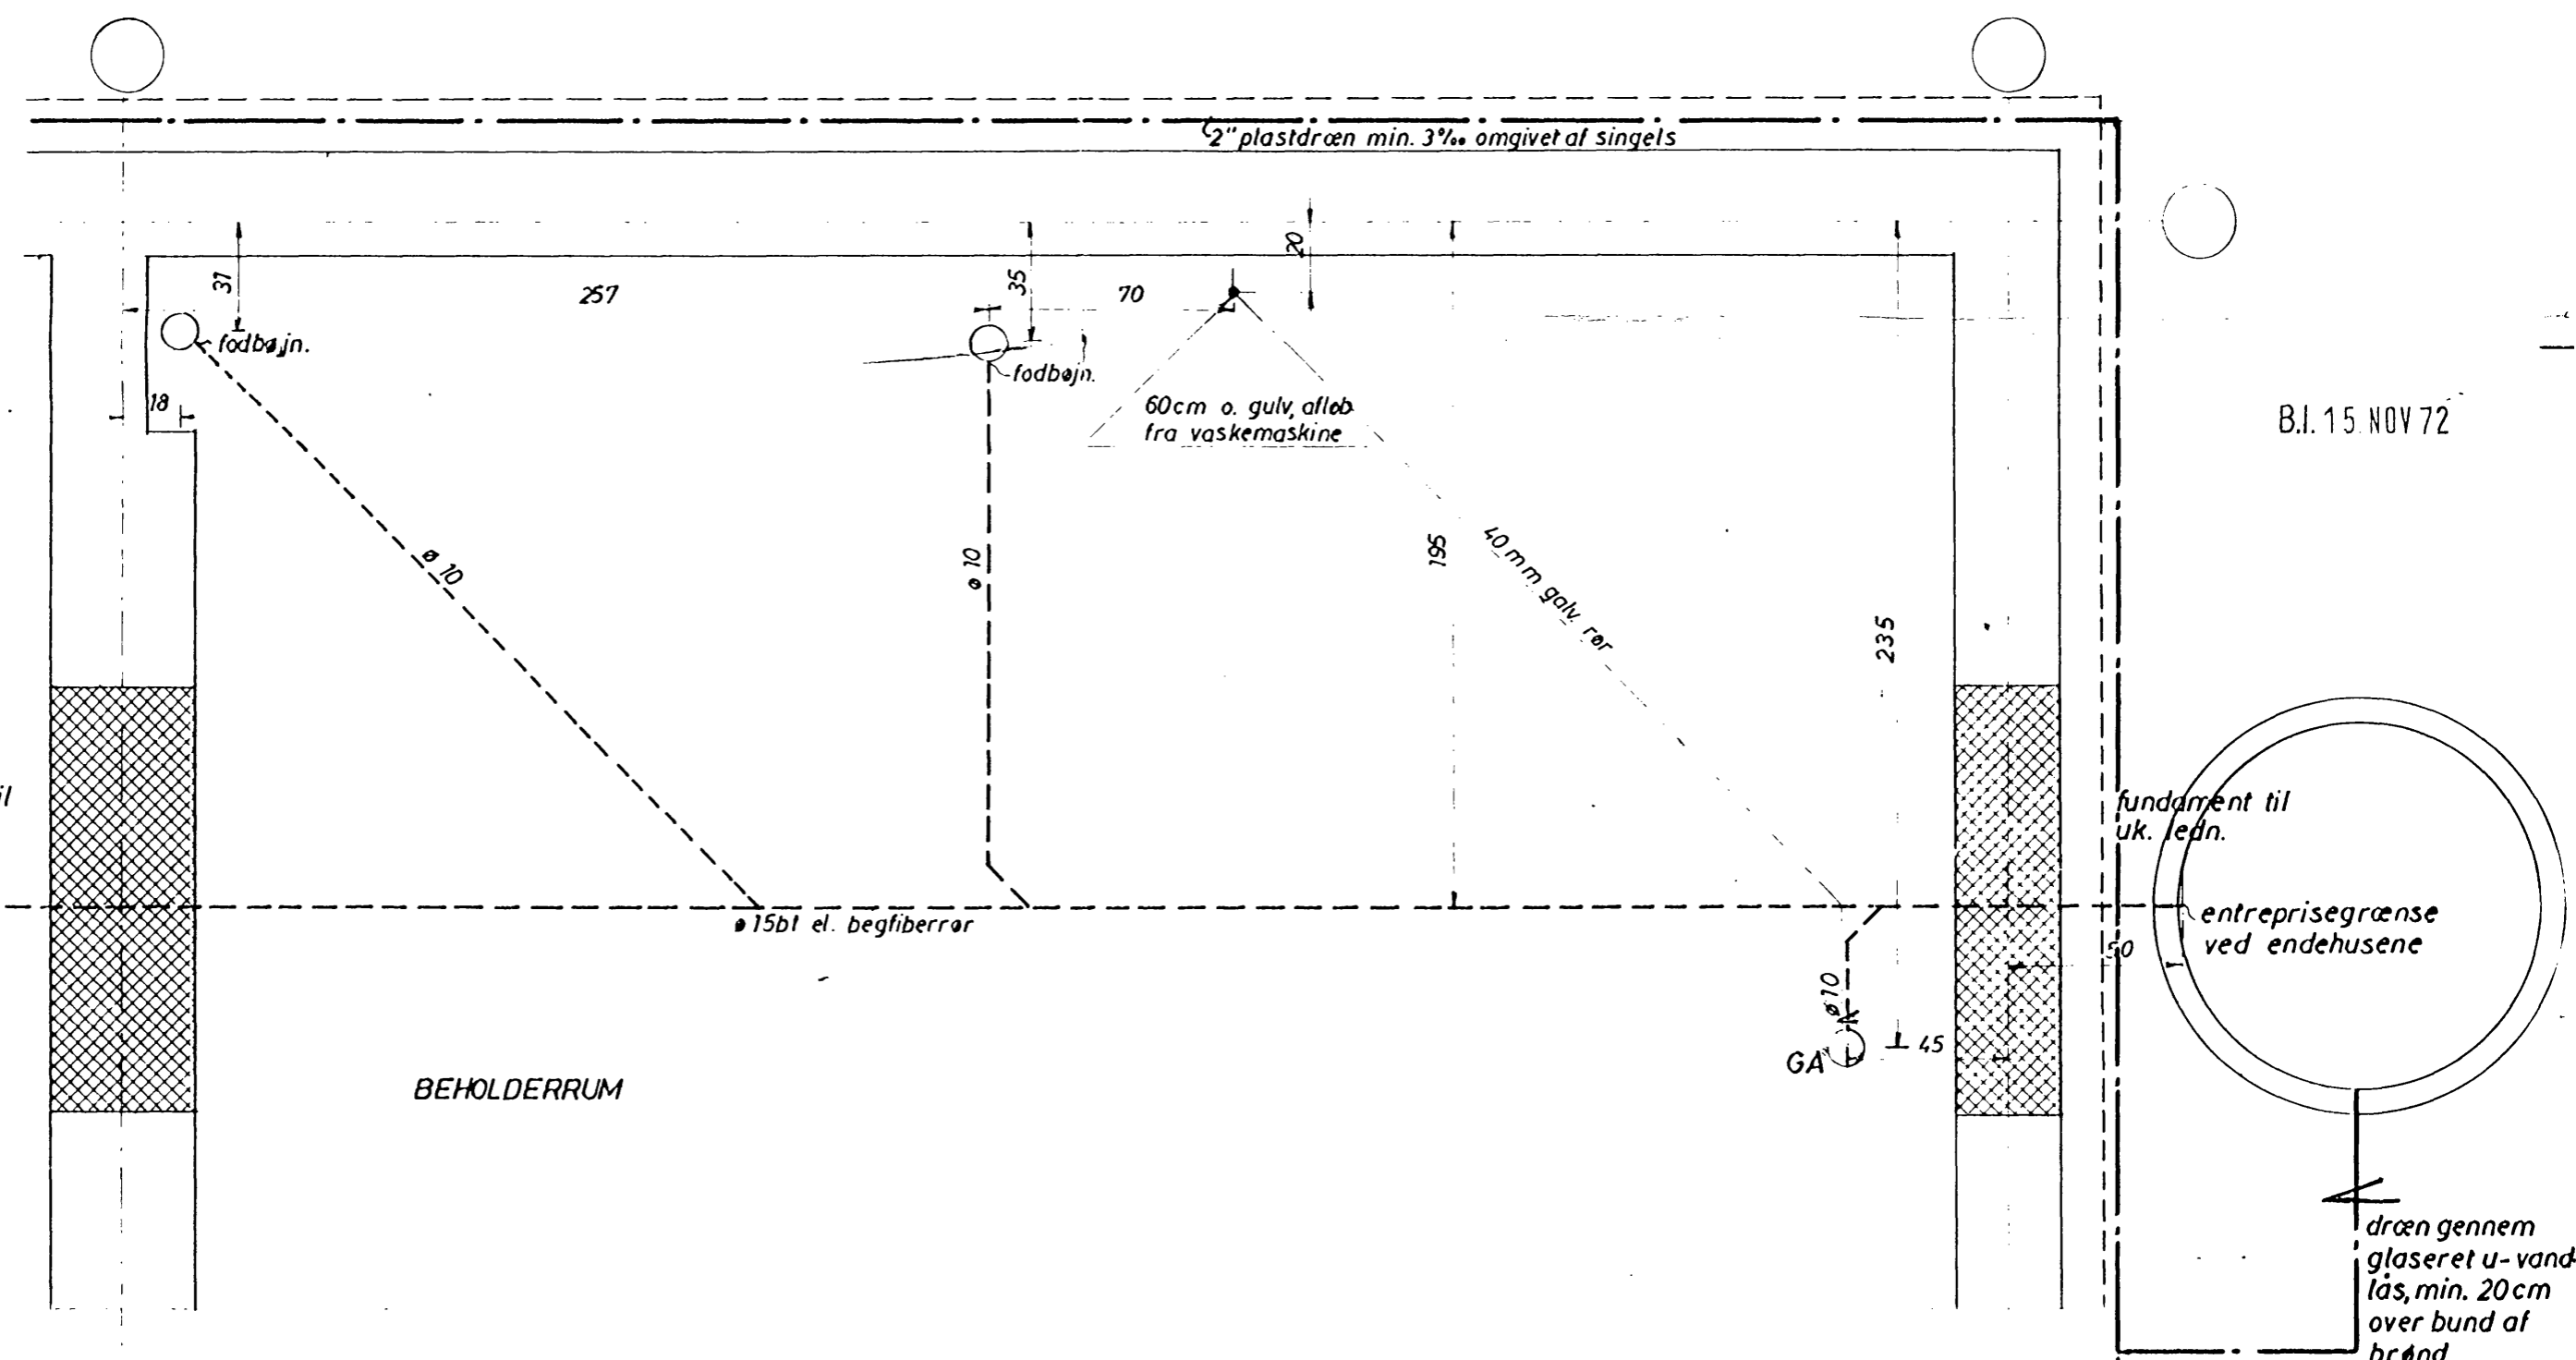 2" plastdræn min. 3‰ omgivet af singels
37
257
35
70
20
fodbøjn.
fodbøjn.
18
60cm o. gulv, afløb
fra vaskemaskine
B.I. 15 NOV 72
ø 10
ø 10
195
40 mm galv. rør
235
il
fundament til
uk. ledn.
ø 15bt el. begfiberrør
entreprisegrænse
ved endehusene
50
ø 10
GA
45
BEHOLDERRUM
dræn gennem
glaseret u-vand-
lås, min. 20cm
over bund af
brønd